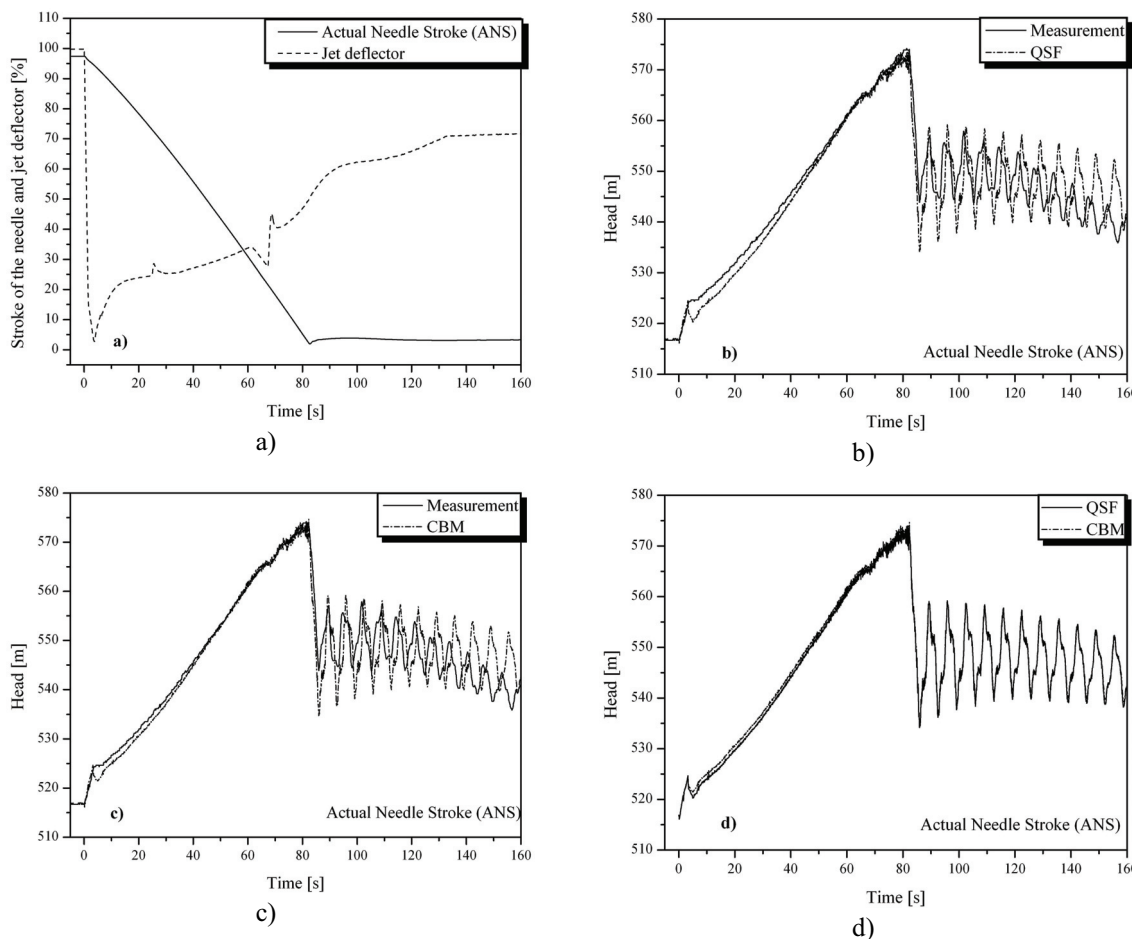 Actual Needle Stroke (ANS)
Jet deflector
Stroke of the needle and jet deflector [%]
100
90
80
70
60
50
40
30
20
10
0
a)
0 20 40 60 80 100 120 140 160
Time [s]
a)
Measurement
QSF
Head [m]
580
570
560
550
540
530
520
510
b)
Actual Needle Stroke (ANS)
0 20 40 60 80 100 120 140 160
Time [s]
b)
Measurement
CBM
Head [m]
580
570
560
550
540
530
520
510
c)
Actual Needle Stroke (ANS)
0 20 40 60 80 100 120 140 160
Time [s]
c)
QSF
CBM
Head [m]
580
570
560
550
540
530
520
510
d)
Actual Needle Stroke (ANS)
0 20 40 60 80 100 120 140 160
Time [s]
d)